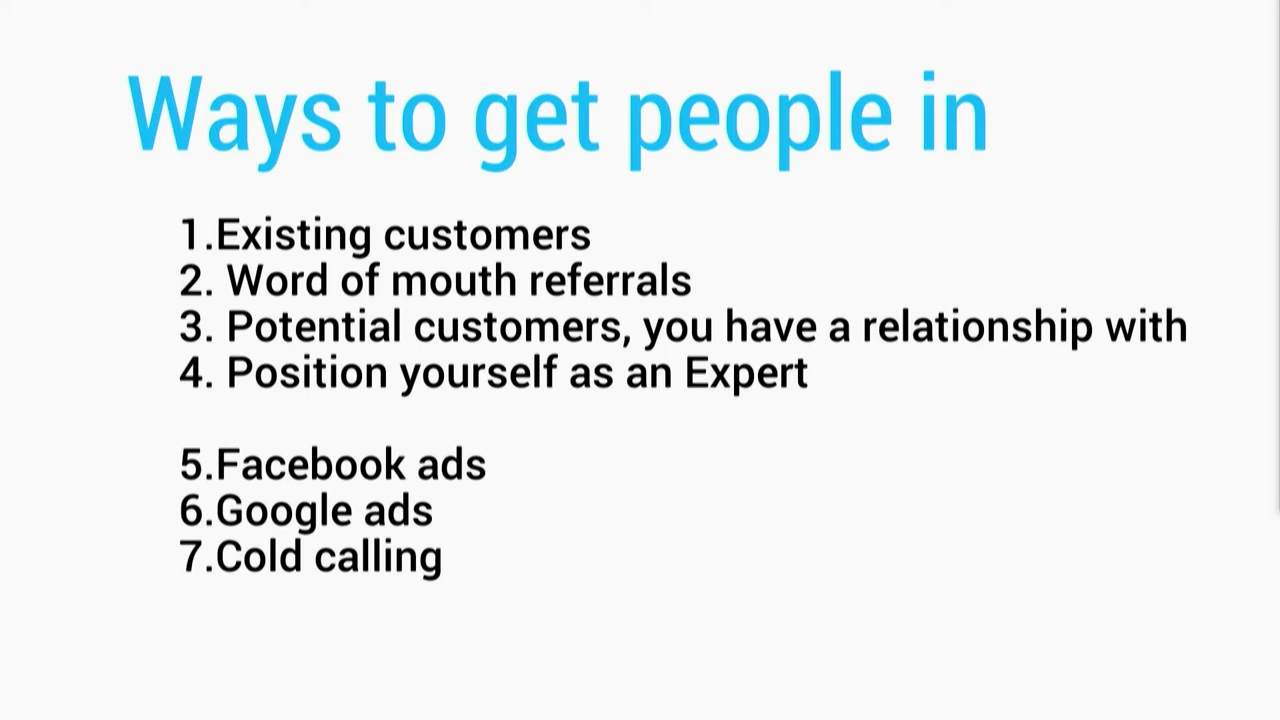 Ways to get people in
1.Existing customers
2. Word of mouth referrals
3. Potential customers, you have a relationship with
4. Position yourself as an Expert
5.Facebook ads
6.Google ads
7.Cold calling